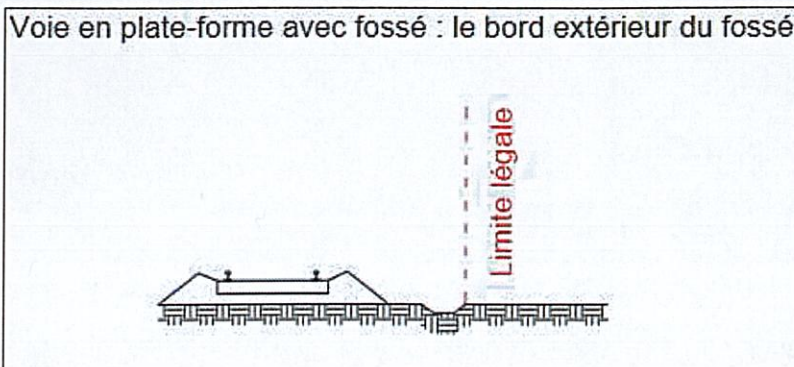 Voie en plate-forme avec fossé : le bord extérieur du fossé
Limite légale